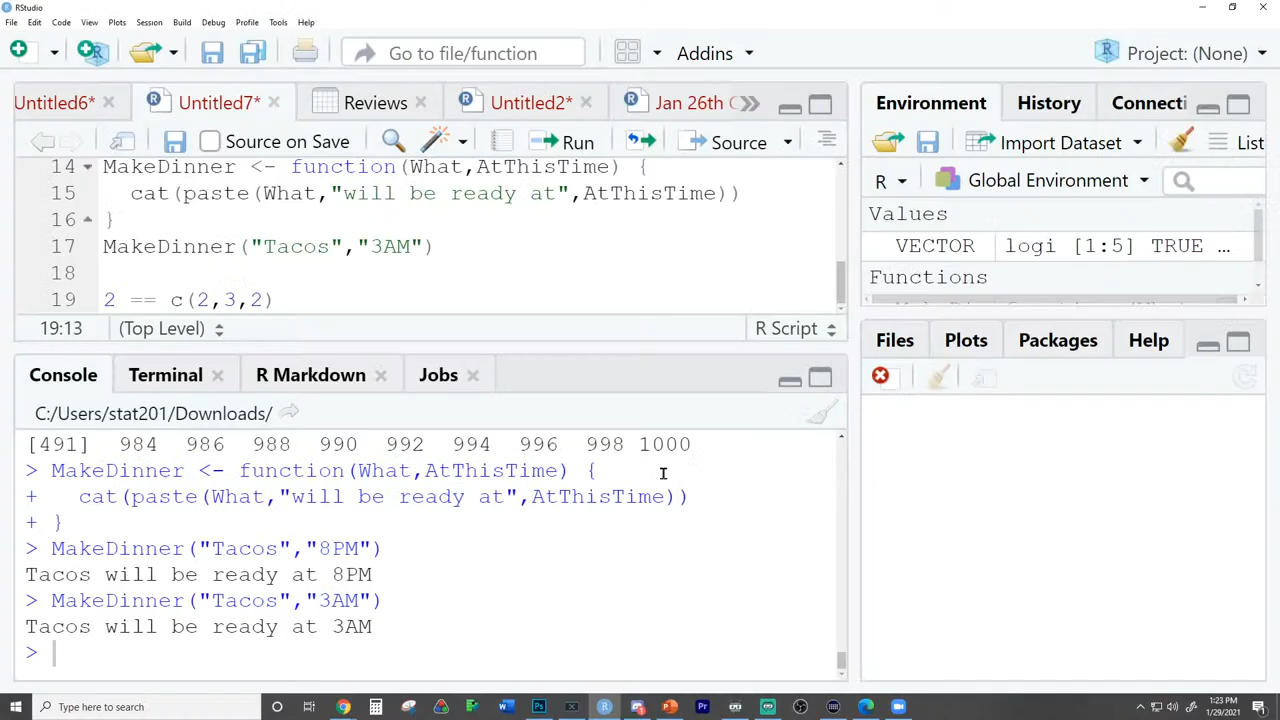 RStudio
File Edit Code View Plots Session Build Debug Profile Tools Help
Go to file/function Addins Project: (None)
Untitled6* Untitled7* Reviews Untitled2* Jan 26th
Source on Save Run Source
14 MakeDinner <- function(What,AtThisTime) {
15 cat(paste(What,"will be ready at",AtThisTime))
16 }
17 MakeDinner("Tacos","3AM")
18
19 2 == c(2,3,2)
19:13 (Top Level) R Script
Console Terminal R Markdown Jobs
C:/Users/stat201/Downloads/
[491] 984 986 988 990 992 994 996 998 1000
> MakeDinner <- function(What,AtThisTime) {
+ cat(paste(What,"will be ready at",AtThisTime))
+ }
> MakeDinner("Tacos","8PM")
Tacos will be ready at 8PM
> MakeDinner("Tacos","3AM")
Tacos will be ready at 3AM
>
Environment History Connecti
Import Dataset List
R Global Environment
Values
VECTOR logi [1:5] TRUE ...
Functions
Files Plots Packages Help
Type here to search
1:23 PM
1/29/2021